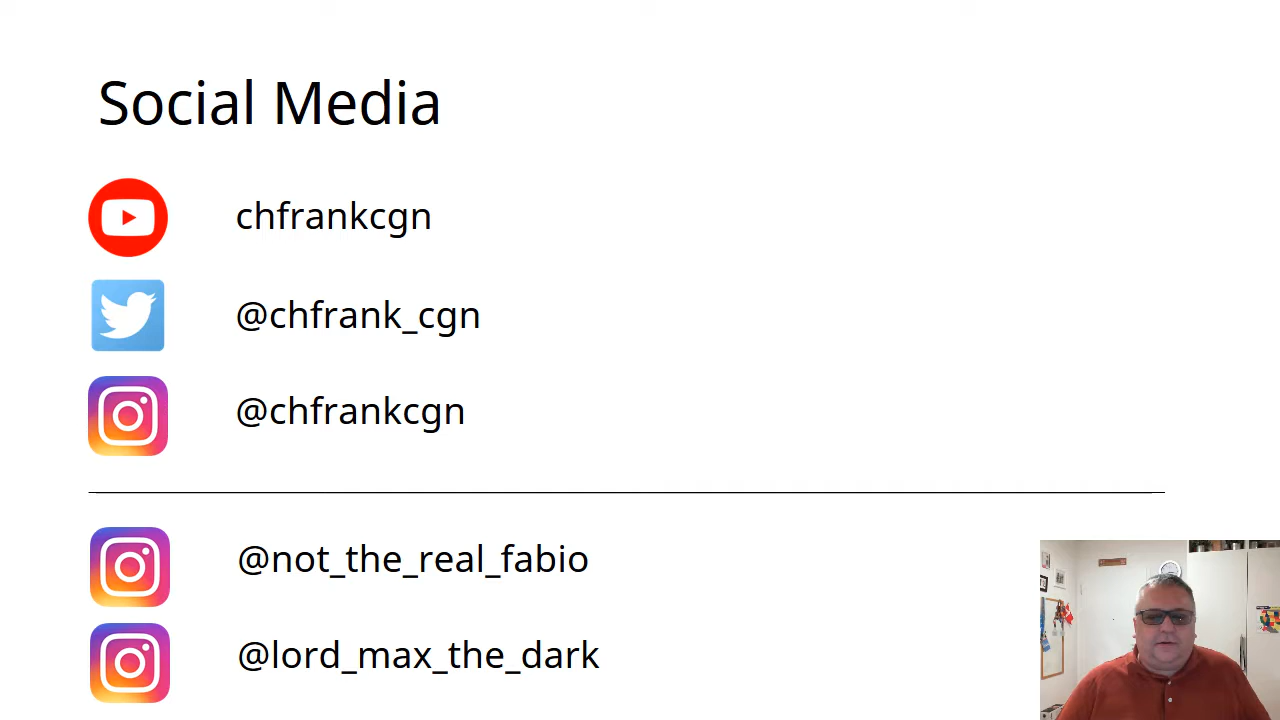 Social Media
chfrankcgn
@chfrank_cgn
@chfrankcgn
@not_the_real_fabio
@lord_max_the_dark